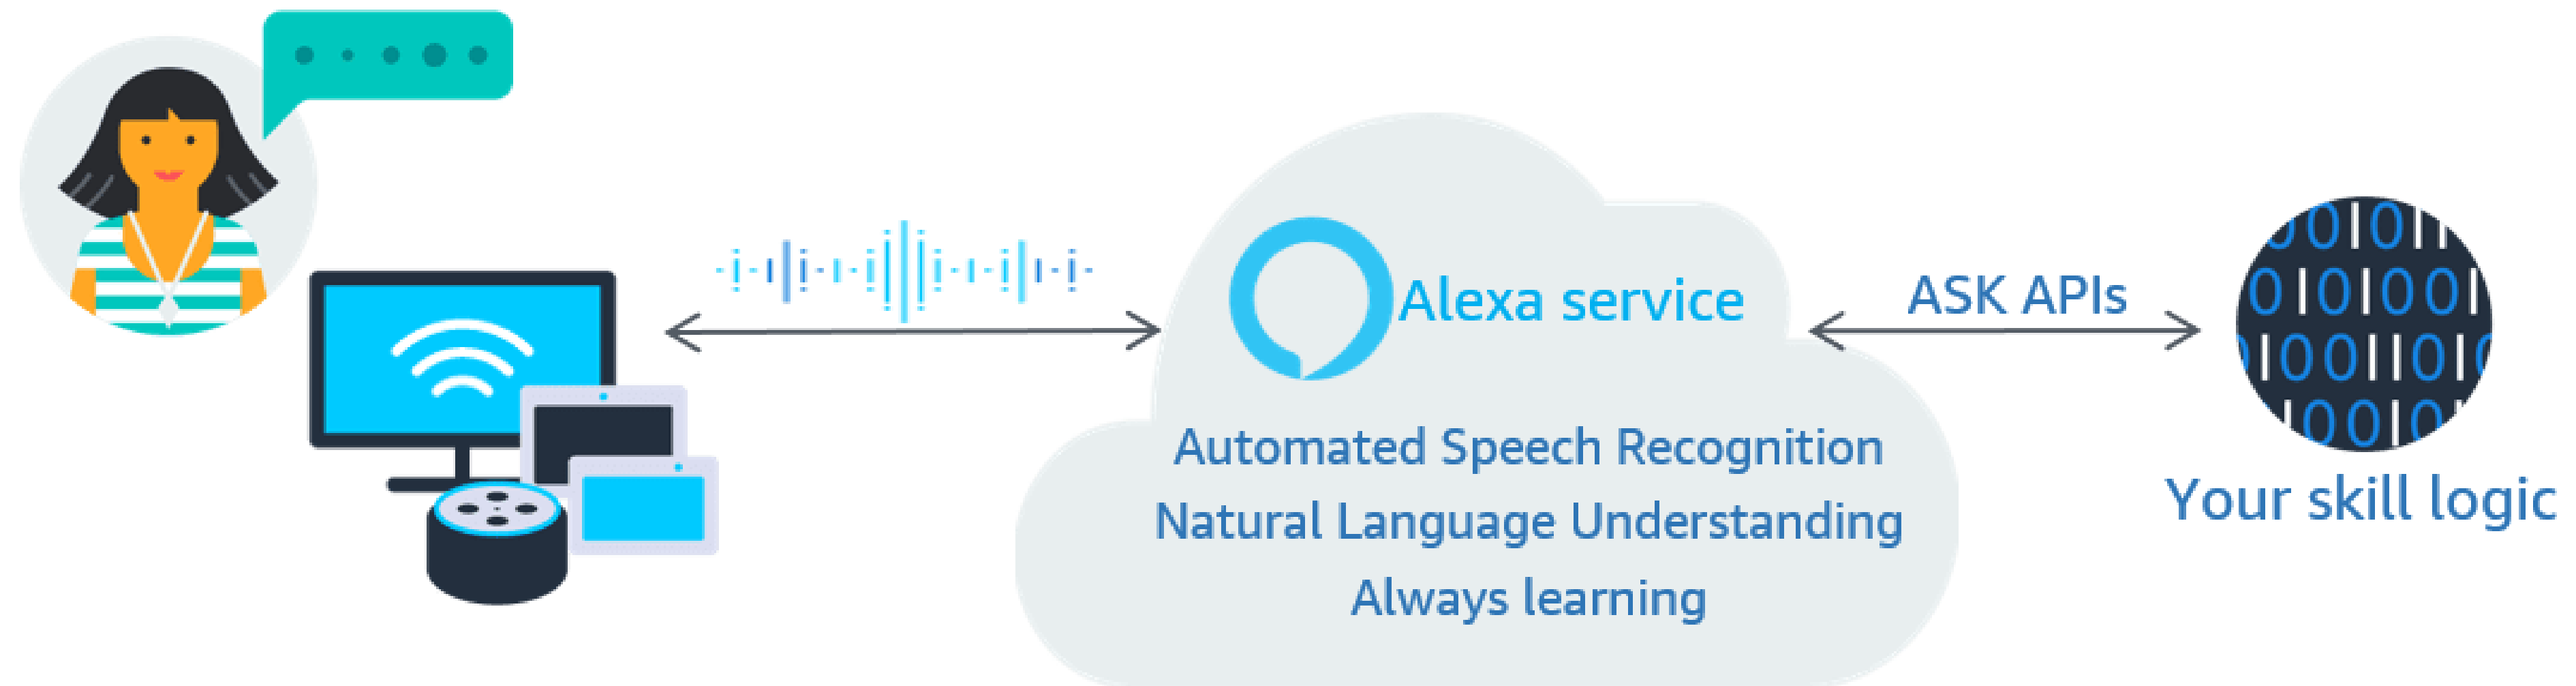 Alexa service
Automated Speech Recognition
Natural Language Understanding
Always learning
ASK APIs
Your skill logic